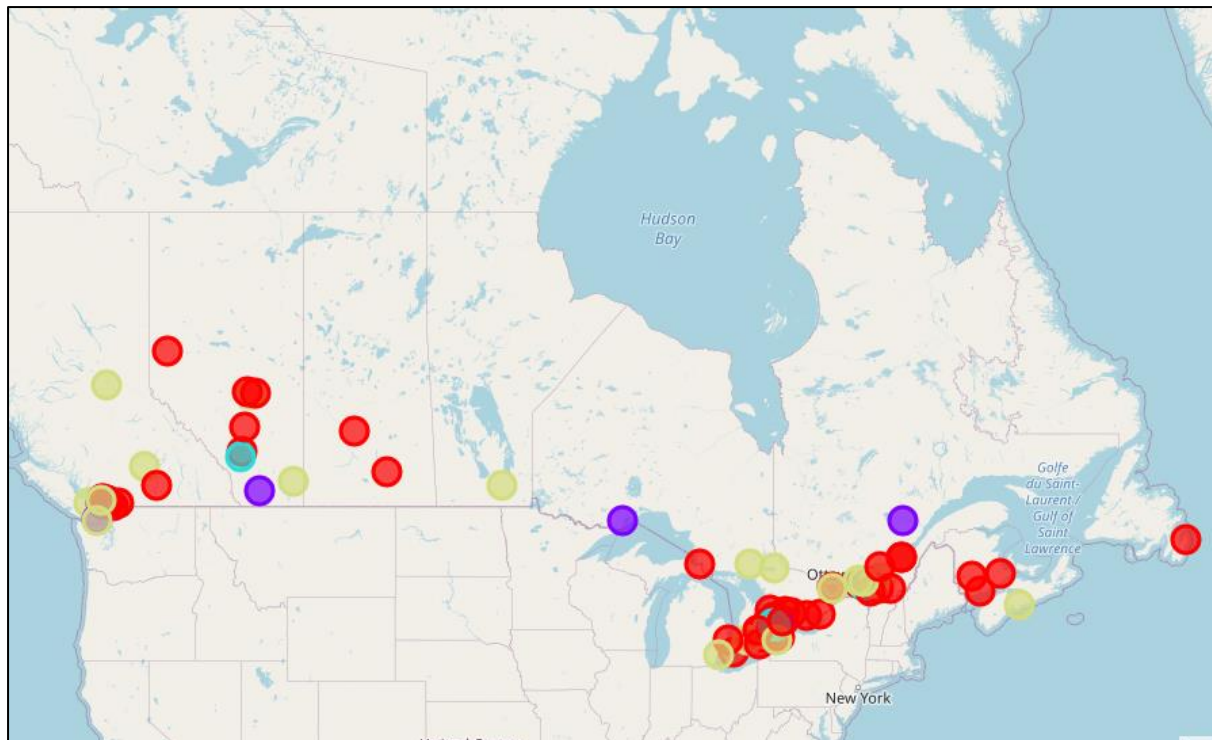 Hudson
Bay
Golfe
du Saint-
Laurent /
Gulf of
Saint
Lawrence
New York